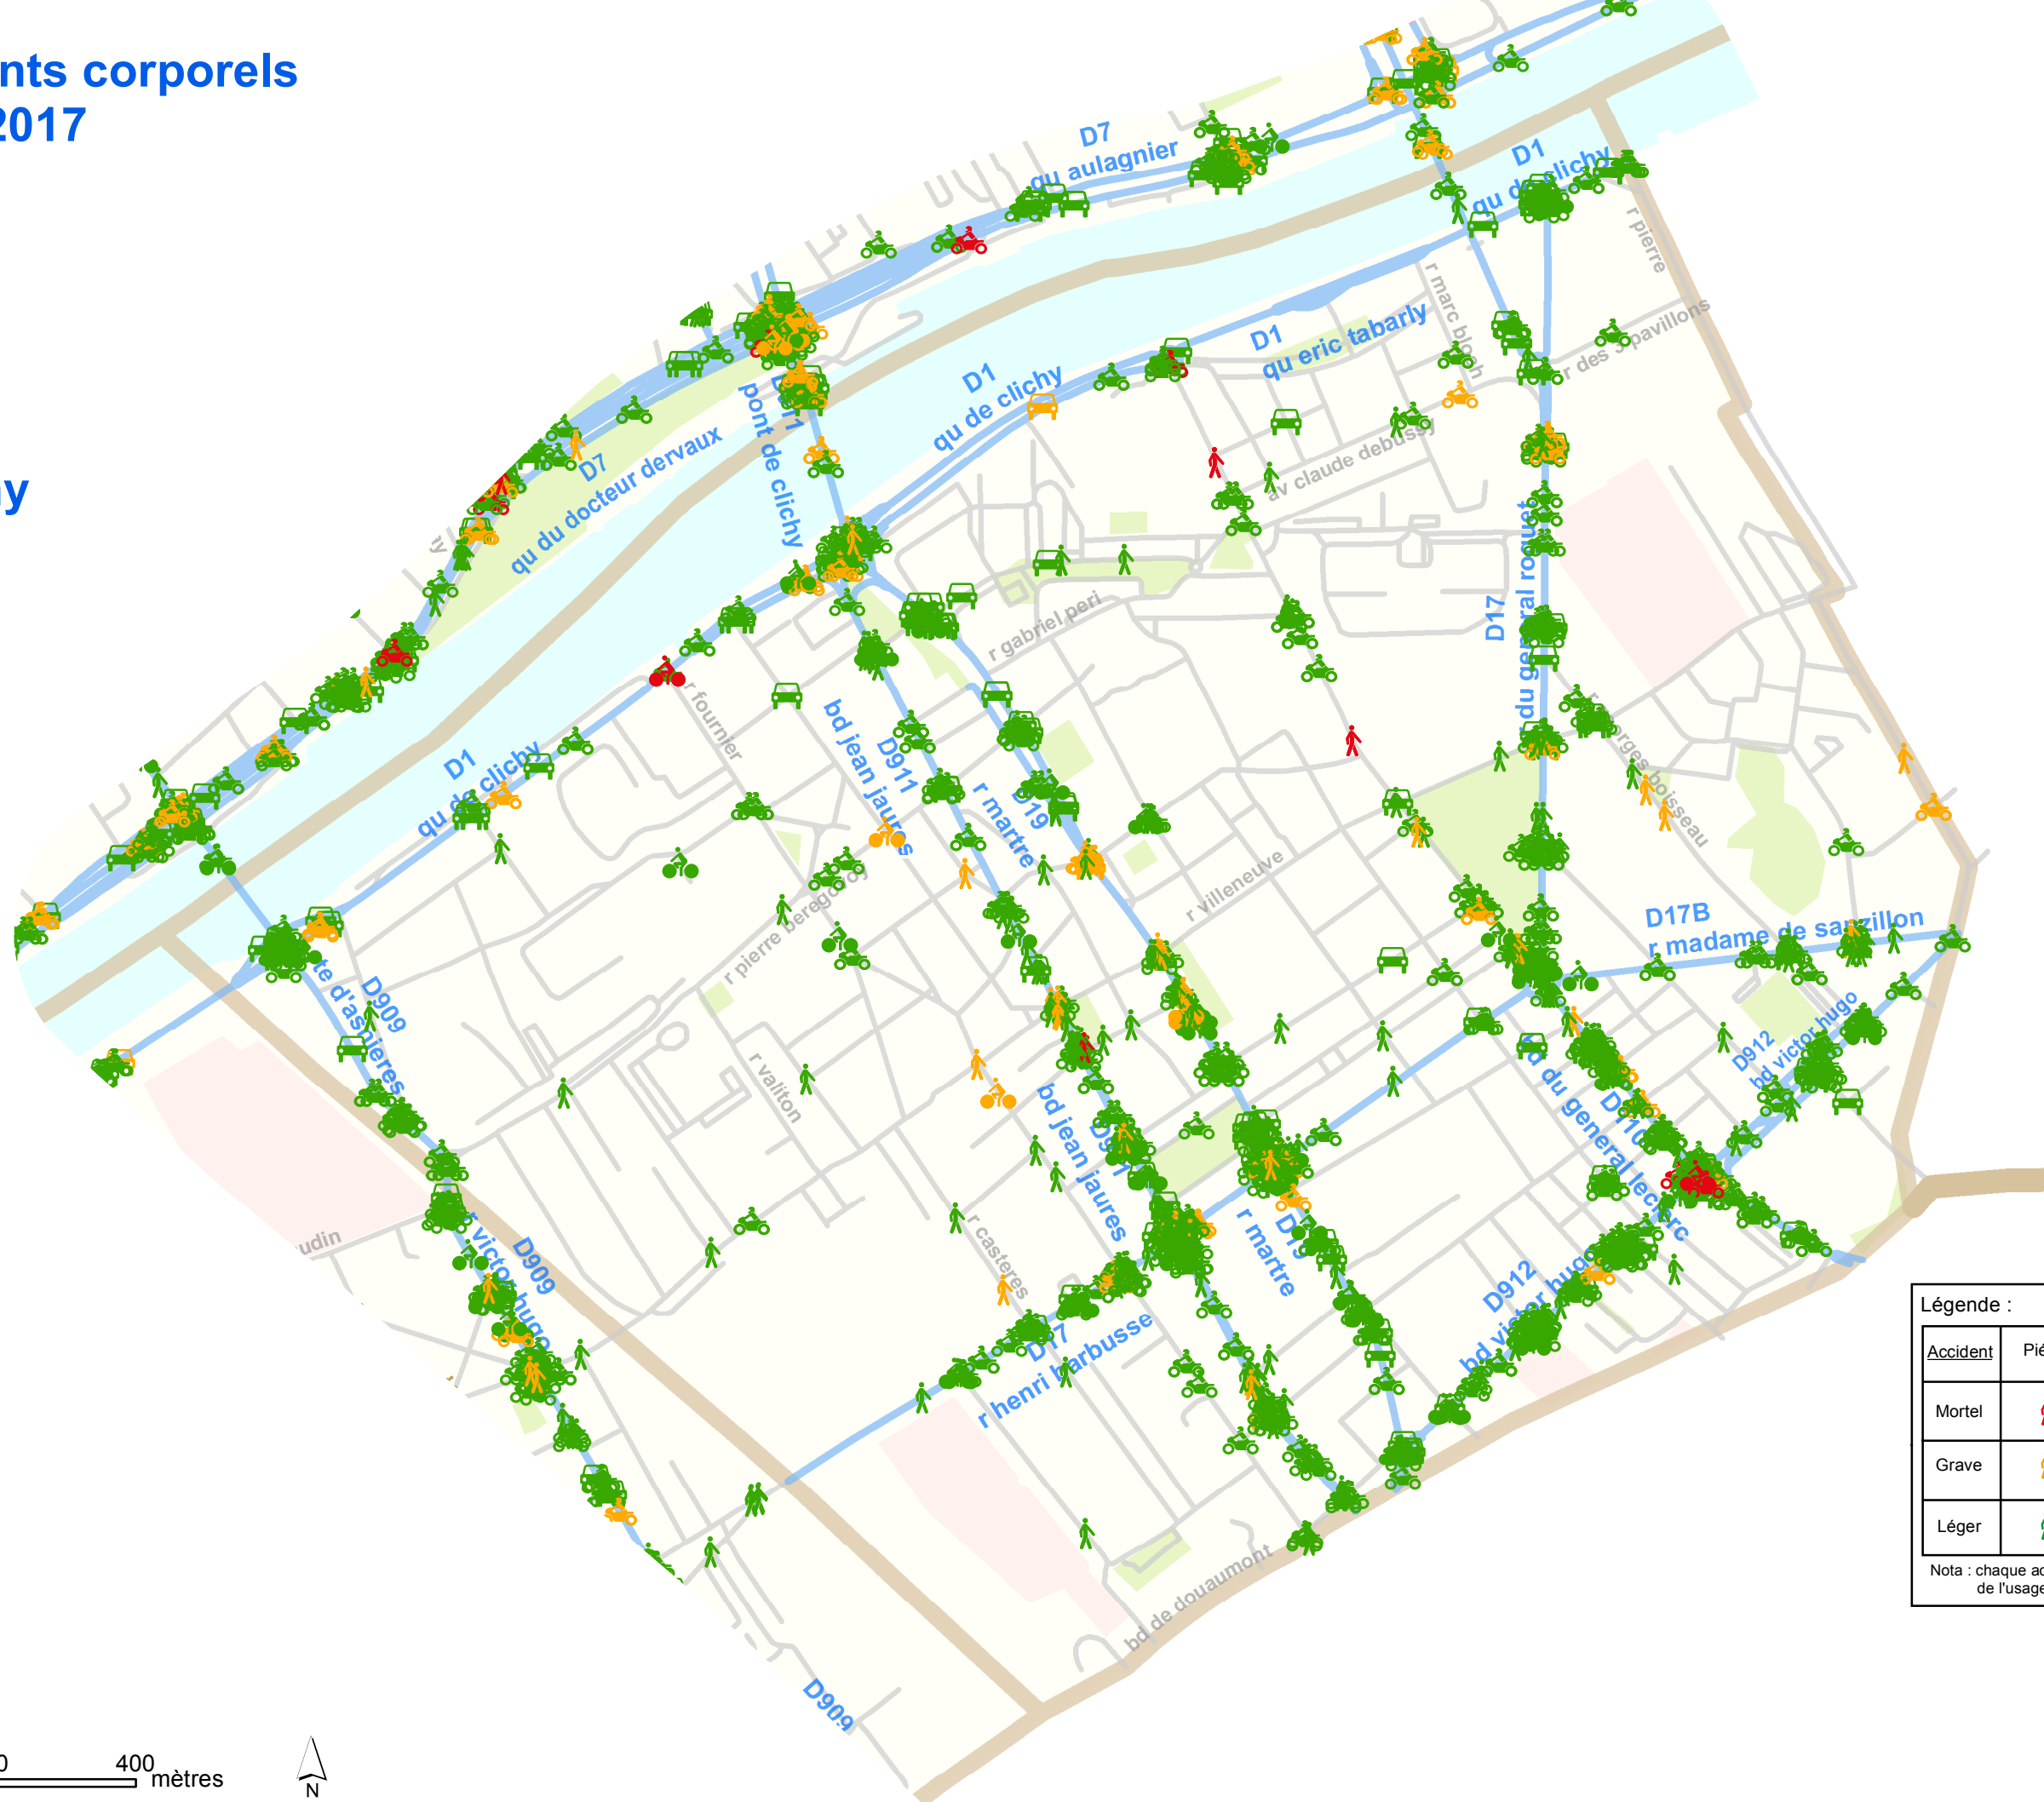 nts corporels
2017
y
D7
qu aulagnier
D1
qu de clichy
r pierre
r marc bloch
D1
qu eric tabarly
r des 3 pavillons
D1
qu de clichy
pont de clichy
D7
qu du docteur dervaux
av claude debussy
D17
du general roguet
r gabriel peri
r fournier
bd jean jaures
D911
r martre
D19
D1
qu de clichy
r villeneuve
r pierre beregovoy
D17B
r madame de sanzillon
D909
te d'asnieres
r valiton
D912
bd victor hugo
bd jean jaures
bd du general leclerc
D110
udin
D909
r victor hugo
r casteres
r martre
D19
D912
bd victor hugo
D17
r henri barbusse
bd de douaumont
D909
Légende :
Accident
Pié
Mortel
Grave
Léger
Nota : chaque ac
de l'usage
0
400
mètres
N